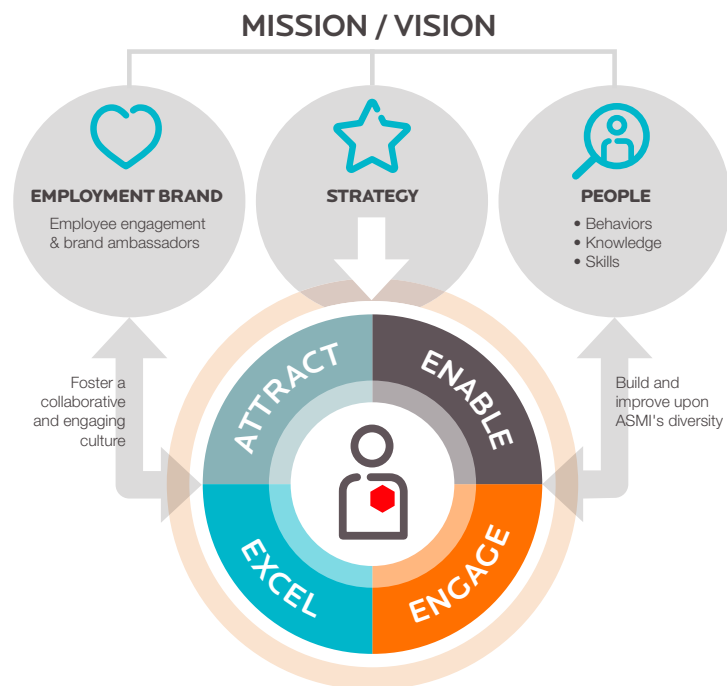 MISSION / VISION
EMPLOYMENT BRAND
Employee engagement
& brand ambassadors
STRATEGY
PEOPLE
• Behaviors
• Knowledge
• Skills
Foster a
collaborative
and engaging
culture
Build and
improve upon
ASMI's diversity
ATTRACT
ENABLE
EXCEL
ENGAGE